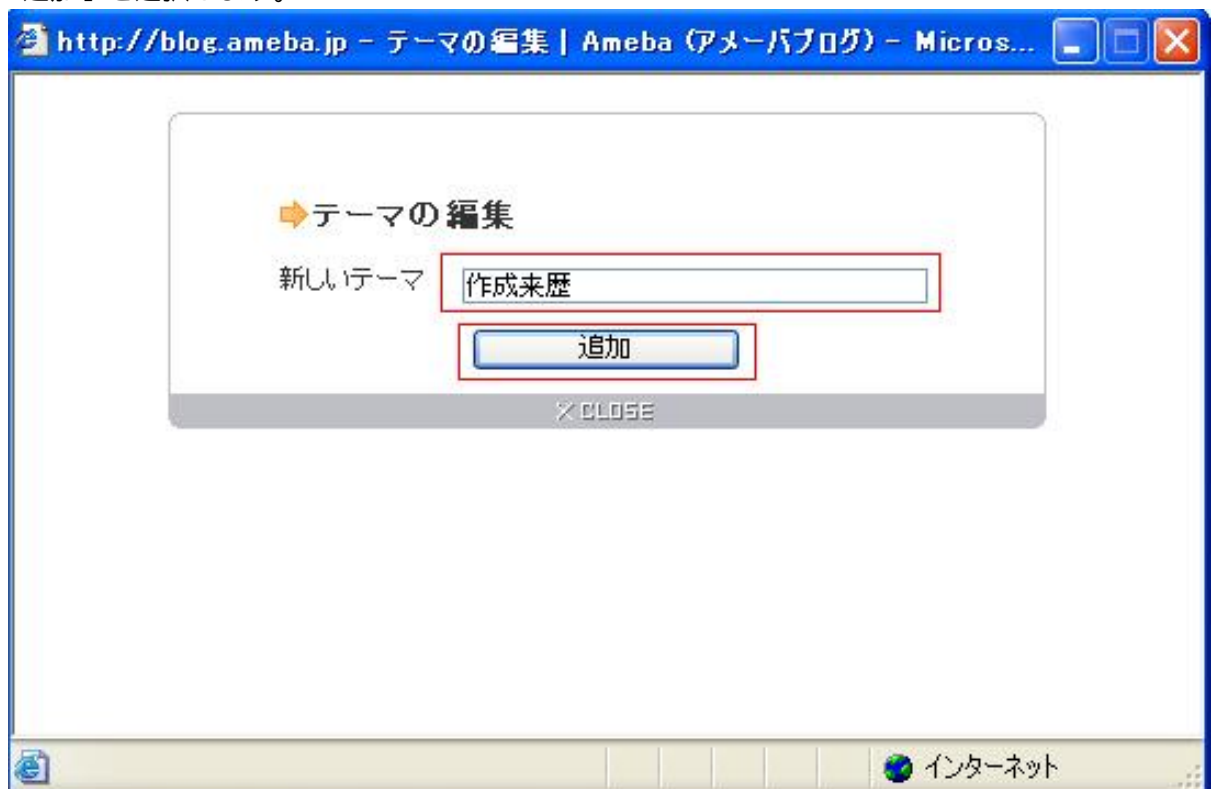 http://blog.ameba.jp - テーマの編集 | Ameba (アメーバブログ) - Micros...
テーマの編集
新しいテーマ
作成来歴
追加
× CLOSE
インターネット